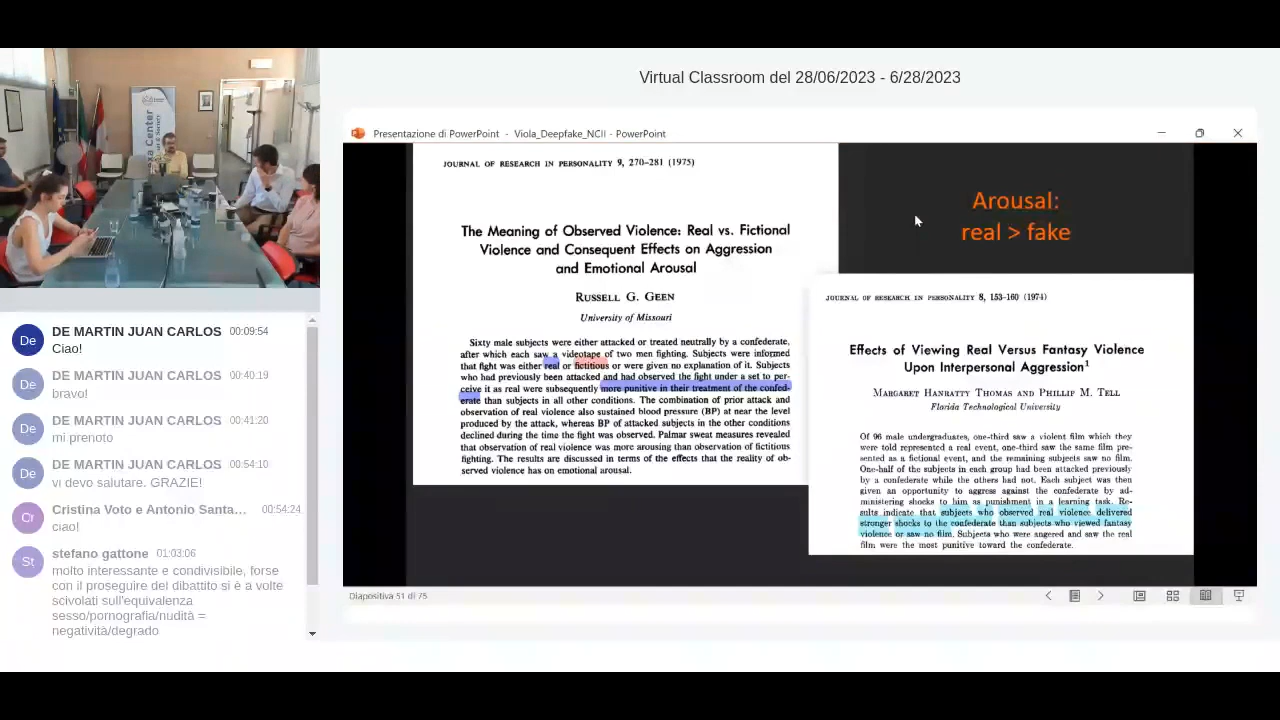 Virtual Classroom del 28/06/2023 - 6/28/2023
Presentazione di PowerPoint - Viola_Deepfake_NCII - PowerPoint
JOURNAL OF RESEARCH IN PERSONALITY 9, 270–281 (1975)
The Meaning of Observed Violence: Real vs. Fictional
Violence and Consequent Effects on Aggression
and Emotional Arousal
RUSSELL G. GEEN
University of Missouri
Sixty male subjects were either attacked or treated neutrally by a confederate,
after which each saw a videotape of two men fighting. Subjects were informed
that fight was either real or fictitious or were given no explanation of it. Subjects
who had previously been attacked and had observed the fight under a set to per-
ceive it as real were subsequently more punitive in their treatment of the confed-
erate than subjects in all other conditions. The combination of prior attack and
observation of real violence also sustained blood pressure (BP) at near the level
produced by the attack, whereas BP of attacked subjects in the other conditions
declined during the time the fight was observed. Palmar sweat measures revealed
that observation of real violence was more arousing than observation of fictitious
fighting. The results are discussed in terms of the effects that the reality of ob-
served violence has on emotional arousal.
Arousal:
real > fake
JOURNAL OF RESEARCH IN PERSONALITY 8, 153-160 (1974)
Effects of Viewing Real Versus Fantasy Violence
Upon Interpersonal Aggression¹
MARGARET HANRATTY THOMAS AND PHILLIP M. TELL
Florida Technological University
Of 96 male undergraduates, one-third saw a violent film which they
were told represented a real event, one-third saw the same film pre-
sented as a fictional event, and the remaining subjects saw no film.
One-half of the subjects in each group had been attacked previously
by a confederate while the others had not. Each subject was then
given an opportunity to aggress against the confederate by ad-
ministering shocks to him as punishment in a learning task. Re-
sults indicate that subjects who observed real violence delivered
stronger shocks to the confederate than subjects who viewed fantasy
violence or saw no film. Subjects who were angered and saw the real
film were the most punitive toward the confederate.
Diapositiva 51 di 75
De
DE MARTIN JUAN CARLOS 00:09:54
Ciao!
De
DE MARTIN JUAN CARLOS 00:40:19
bravo!
De
DE MARTIN JUAN CARLOS 00:41:20
mi prenoto
De
DE MARTIN JUAN CARLOS 00:54:10
vi devo salutare. GRAZIE!
Cr
Cristina Voto e Antonio Santa... 00:54:24
ciao!
St
stefano gattone 01:03:06
molto interessante e condivisibile, forse
con il proseguire del dibattito si è a volte
scivolati sull'equivalenza
sesso/pornografia/nudità =
negatività/degrado